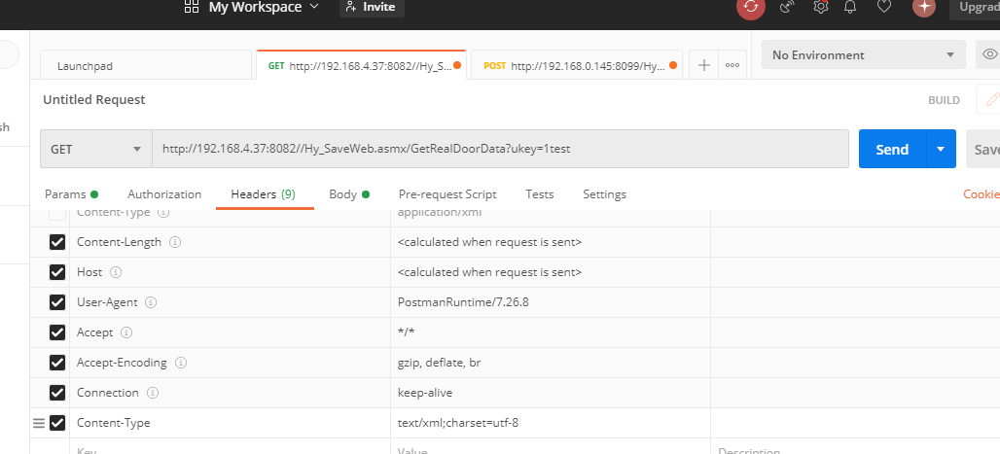 My Workspace Invite Upgrad
Launchpad GET http://192.168.4.37:8082//Hy_S... POST http://192.168.0.145:8099/Hy... No Environment
Untitled Request BUILD
sh
GET http://192.168.4.37:8082//Hy_SaveWeb.asmx/GetRealDoorData?ukey=1test Send Save
Params Authorization Headers (9) Body Pre-request Script Tests Settings Cookie
Content-Type application/xml
Content-Length <calculated when request is sent>
Host <calculated when request is sent>
User-Agent PostmanRuntime/7.26.8
Accept */*
Accept-Encoding gzip, deflate, br
Connection keep-alive
Content-Type text/xml;charset=utf-8
Key Value Description